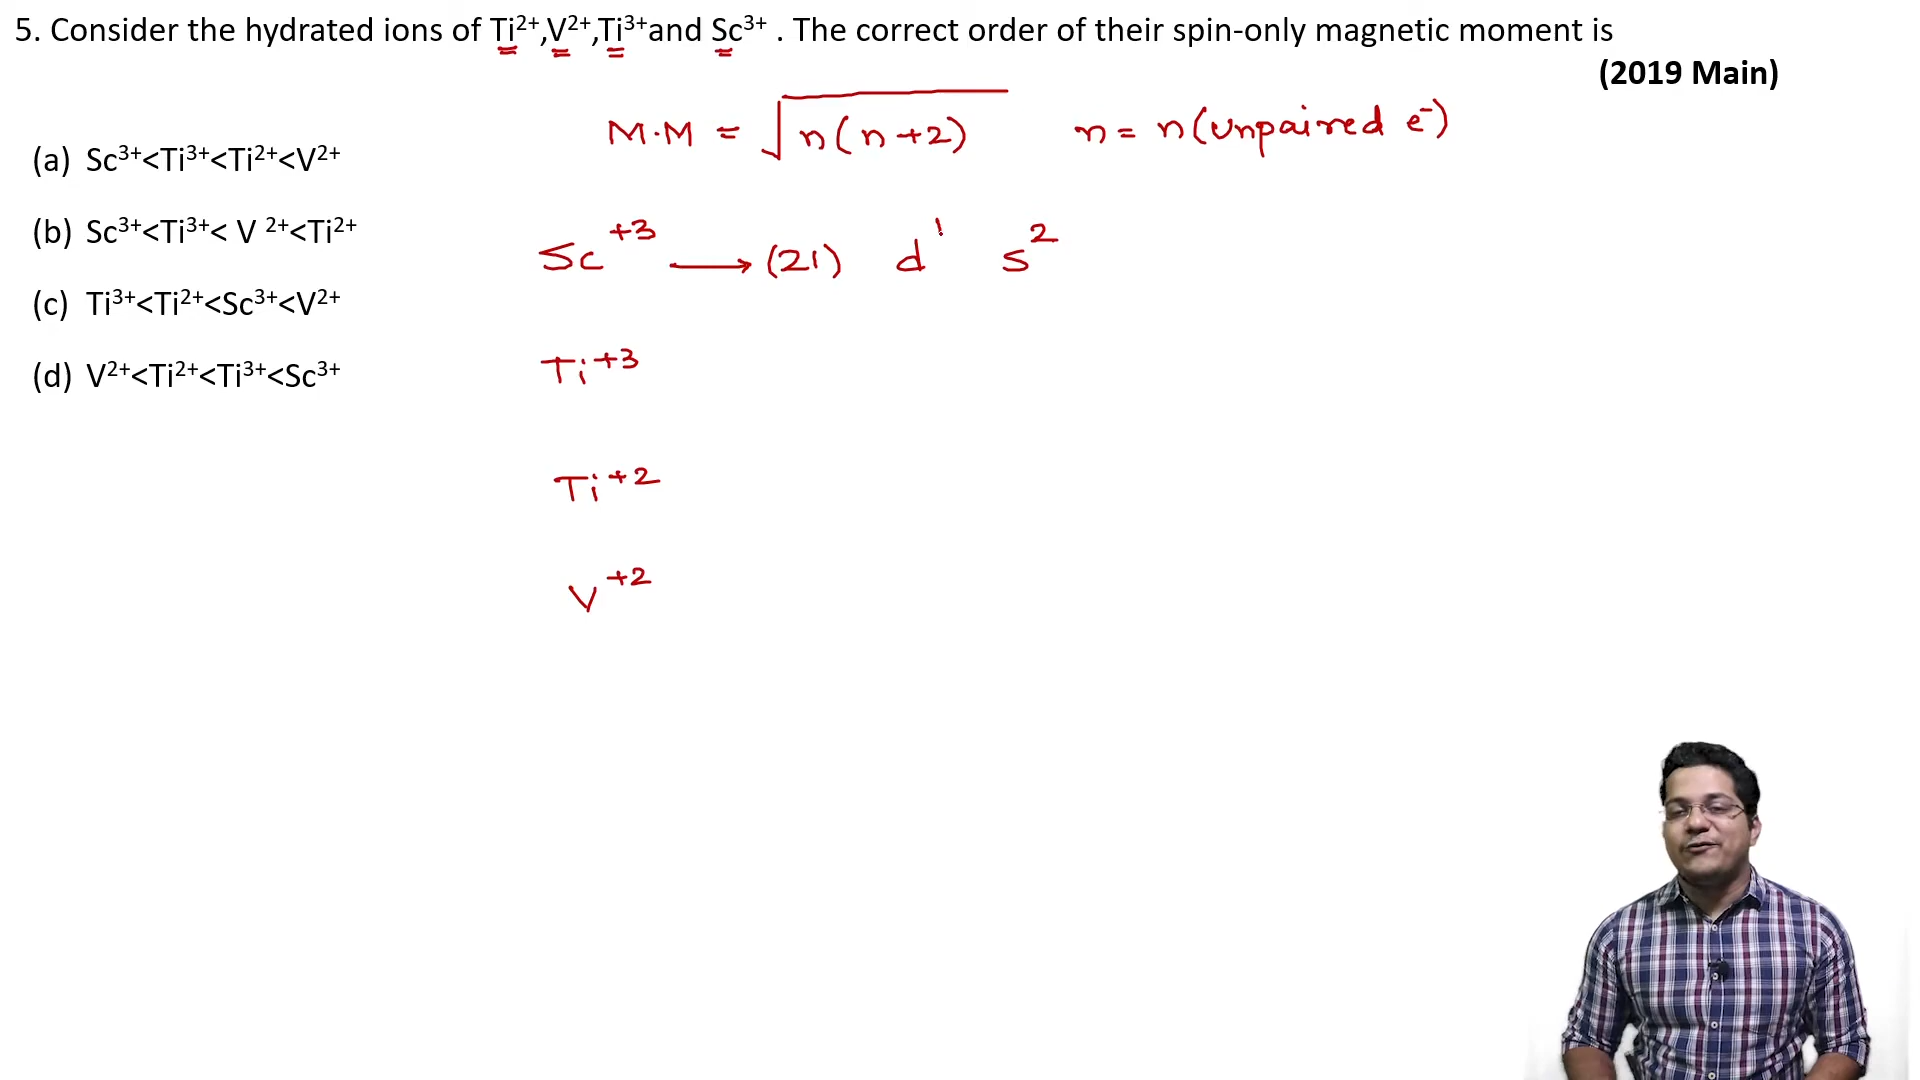 5. Consider the hydrated ions of Ti²⁺,V²⁺,Ti³⁺and Sc³⁺ . The correct order of their spin-only magnetic moment is
(2019 Main)
M.M = √n(n+2) n = n(unpaired e⁻)
(a) Sc³⁺<Ti³⁺<Ti²⁺<V²⁺
(b) Sc³⁺<Ti³⁺< V ²⁺<Ti²⁺
(c) Ti³⁺<Ti²⁺<Sc³⁺<V²⁺
(d) V²⁺<Ti²⁺<Ti³⁺<Sc³⁺
Sc⁺³ ⟶ (21) d¹ s²
Ti⁺³
Ti⁺²
V⁺²